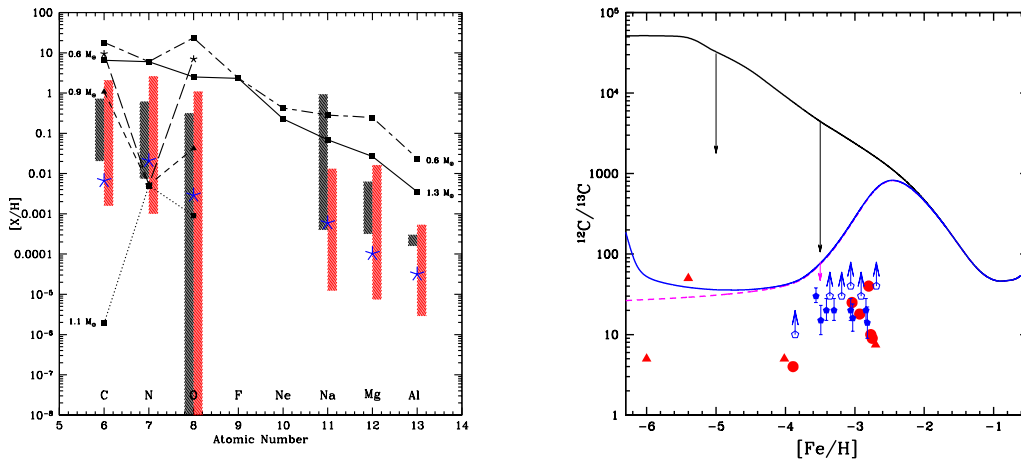 100
10
1
0.1
0.01
0.001
0.0001
10⁻⁵
10⁻⁶
10⁻⁷
10⁻⁸
[X/H]
0.6 M⊙
0.9 M⊙
1.1 M⊙
0.6 M⊙
1.3 M⊙
C N O F Ne Na Mg Al
5 6 7 8 9 10 11 12 13 14
Atomic Number
10⁵
10⁴
1000
100
10
1
¹²C/¹³C
-6 -5 -4 -3 -2 -1
[Fe/H]